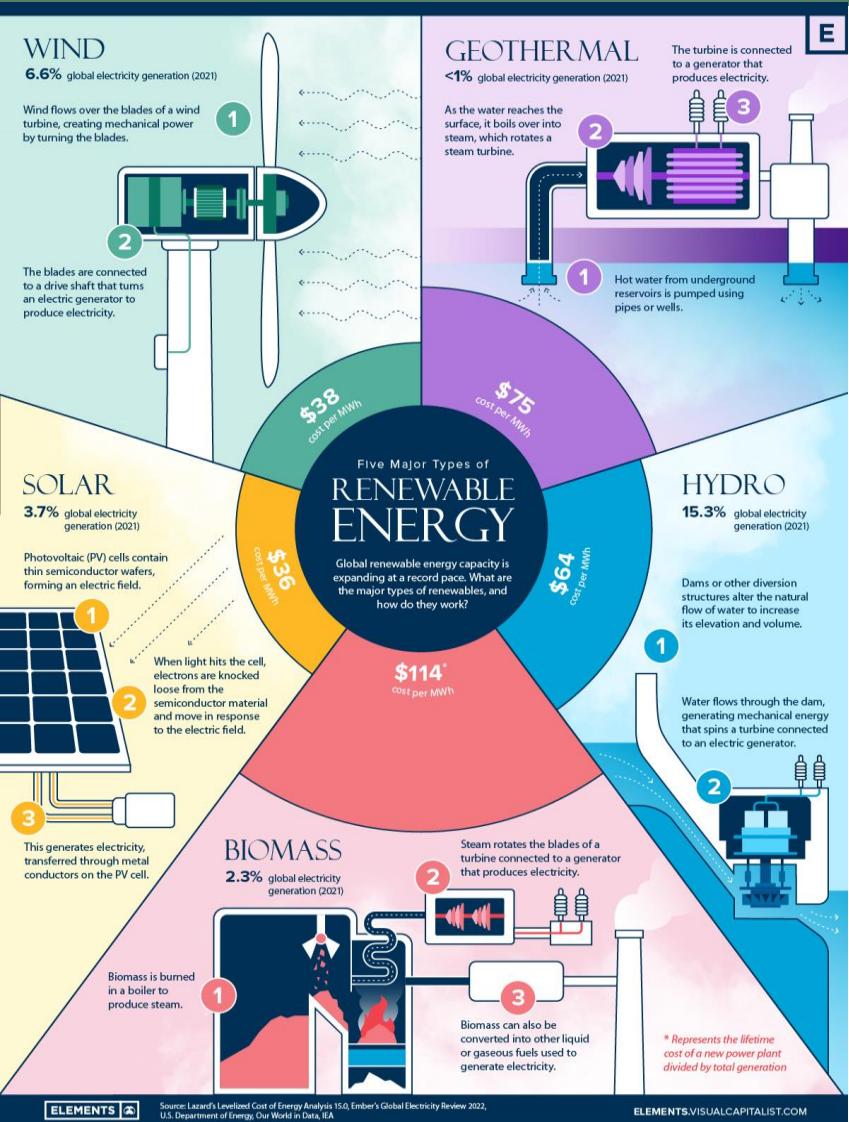 E
WIND
6.6% global electricity generation (2021)
Wind flows over the blades of a wind
turbine, creating mechanical power
by turning the blades.
1
2
The blades are connected
to a drive shaft that turns
an electric generator to
produce electricity.
GEOTHERMAL
<1% global electricity generation (2021)
The turbine is connected
to a generator that
produces electricity.
3
As the water reaches the
surface, it boils over into
steam, which rotates a
steam turbine.
2
1
Hot water from underground
reservoirs is pumped using
pipes or wells.
$38
cost per MWh
$75
cost per MWh
Five Major Types of
RENEWABLE
ENERGY
Global renewable energy capacity is
expanding at a record pace. What are
the major types of renewables, and
how do they work?
$36
cost per MWh
$64
cost per MWh
$114*
cost per MWh
SOLAR
3.7% global electricity
generation (2021)
Photovoltaic (PV) cells contain
thin semiconductor wafers,
forming an electric field.
1
When light hits the cell,
electrons are knocked
loose from the
semiconductor material
and move in response
to the electric field.
2
3
This generates electricity,
transferred through metal
conductors on the PV cell.
HYDRO
15.3% global electricity
generation (2021)
Dams or other diversion
structures alter the natural
flow of water to increase
its elevation and volume.
1
Water flows through the dam,
generating mechanical energy
that spins a turbine connected
to an electric generator.
2
BIOMASS
2.3% global electricity
generation (2021)
Steam rotates the blades of a
turbine connected to a generator
that produces electricity.
2
Biomass is burned
in a boiler to
produce steam.
1
3
Biomass can also be
converted into other liquid
or gaseous fuels used to
generate electricity.
* Represents the lifetime
cost of a new power plant
divided by total generation
ELEMENTS
Source: Lazard's Levelized Cost of Energy Analysis 15.0, Ember's Global Electricity Review 2022,
U.S. Department of Energy, Our World in Data, IEA
ELEMENTS.VISUALCAPITALIST.COM